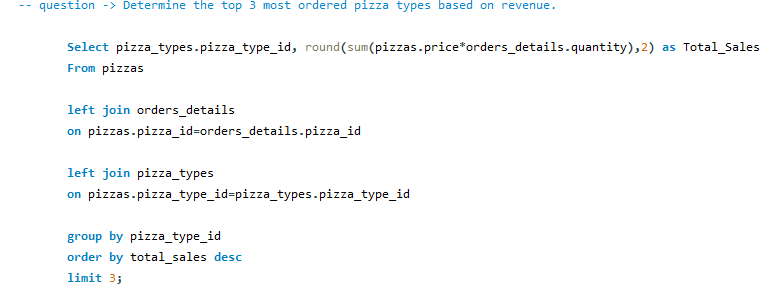 -- question -> Determine the top 3 most ordered pizza types based on revenue.
Select pizza_types.pizza_type_id, round(sum(pizzas.price*orders_details.quantity),2) as Total_Sales
From pizzas
left join orders_details
on pizzas.pizza_id=orders_details.pizza_id
left join pizza_types
on pizzas.pizza_type_id=pizza_types.pizza_type_id
group by pizza_type_id
order by total_sales desc
limit 3;